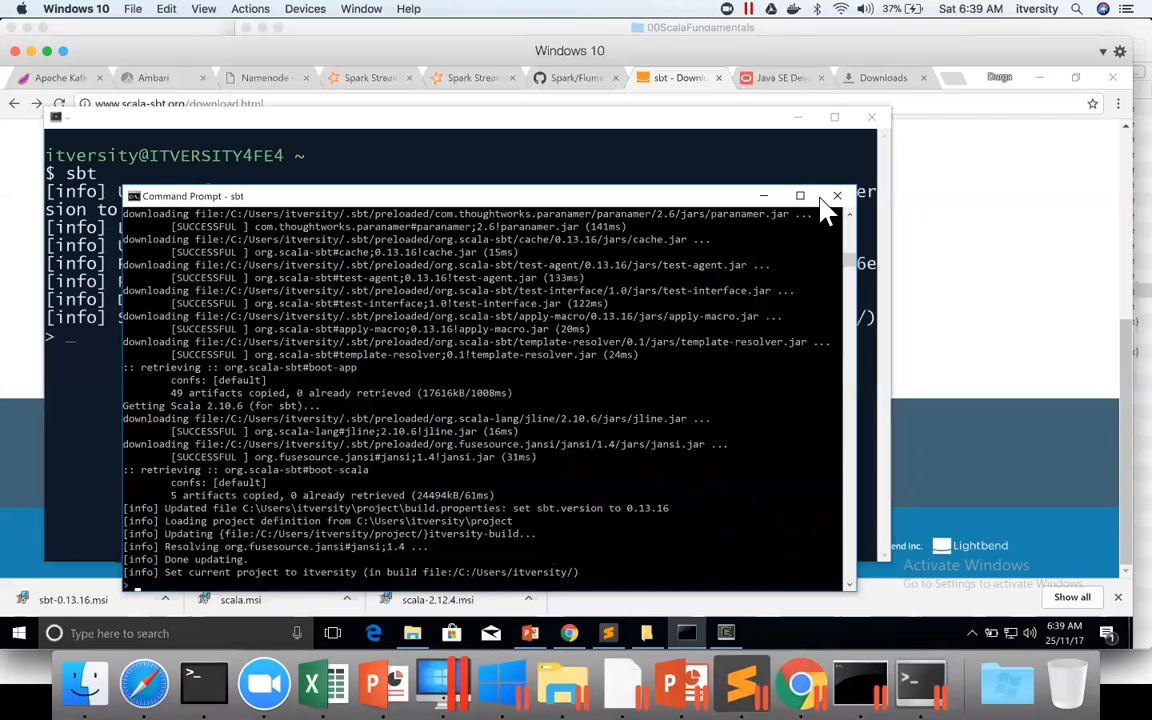 Windows 10 File Edit View Actions Devices Window Help 37% Sat 6:39 AM itversity
00ScalaFundamentals
Windows 10
Apache Kaf Ambari Namenode Spark Stream Spark Stream Spark/Flume sbt - Downl Java SE Dev Downloads Durga
www.scala-sbt.org/download.html
~
itversity@ITVERSITY4FE4 ~
$ sbt
[info]
sion to
[info]
[info]
[info]
[info]
[info]
[info]
>
Command Prompt - sbt
downloading file:/C:/Users/itversity/.sbt/preloaded/com.thoughtworks.paranamer/paranamer/2.6/jars/paranamer.jar ...
[SUCCESSFUL ] com.thoughtworks.paranamer#paranamer;2.6!paranamer.jar (141ms)
downloading file:/C:/Users/itversity/.sbt/preloaded/org.scala-sbt/cache/0.13.16/jars/cache.jar ...
[SUCCESSFUL ] org.scala-sbt#cache;0.13.16!cache.jar (15ms)
downloading file:/C:/Users/itversity/.sbt/preloaded/org.scala-sbt/test-agent/0.13.16/jars/test-agent.jar ...
[SUCCESSFUL ] org.scala-sbt#test-agent;0.13.16!test-agent.jar (133ms)
downloading file:/C:/Users/itversity/.sbt/preloaded/org.scala-sbt/test-interface/1.0/jars/test-interface.jar ...
[SUCCESSFUL ] org.scala-sbt#test-interface;1.0!test-interface.jar (122ms)
downloading file:/C:/Users/itversity/.sbt/preloaded/org.scala-sbt/apply-macro/0.13.16/jars/apply-macro.jar ...
[SUCCESSFUL ] org.scala-sbt#apply-macro;0.13.16!apply-macro.jar (20ms)
downloading file:/C:/Users/itversity/.sbt/preloaded/org.scala-sbt/template-resolver/0.1/jars/template-resolver.jar ...
[SUCCESSFUL ] org.scala-sbt#template-resolver;0.1!template-resolver.jar (24ms)
:: retrieving :: org.scala-sbt#boot-app
confs: [default]
49 artifacts copied, 0 already retrieved (17616kB/1008ms)
Getting Scala 2.10.6 (for sbt)...
downloading file:/C:/Users/itversity/.sbt/preloaded/org.scala-lang/jline/2.10.6/jars/jline.jar ...
[SUCCESSFUL ] org.scala-lang#jline;2.10.6!jline.jar (16ms)
downloading file:/C:/Users/itversity/.sbt/preloaded/org.fusesource.jansi/jansi/1.4/jars/jansi.jar ...
[SUCCESSFUL ] org.fusesource.jansi#jansi;1.4!jansi.jar (31ms)
:: retrieving :: org.scala-sbt#boot-scala
confs: [default]
5 artifacts copied, 0 already retrieved (24494kB/61ms)
[info] Updated file C:\Users\itversity\project\build.properties: set sbt.version to 0.13.16
[info] Loading project definition from C:\Users\itversity\project
[info] Updating {file:/C:/Users/itversity/project/}itversity-build...
[info] Resolving org.fusesource.jansi#jansi;1.4 ...
[info] Done updating.
[info] Set current project to itversity (in build file:/C:/Users/itversity/)
>
end Inc. Lightbend
Activate Windows
Go to Settings to activate Windows.
sbt-0.13.16.msi scala.msi scala-2.12.4.msi Show all
Type here to search 6:39 AM
25/11/17